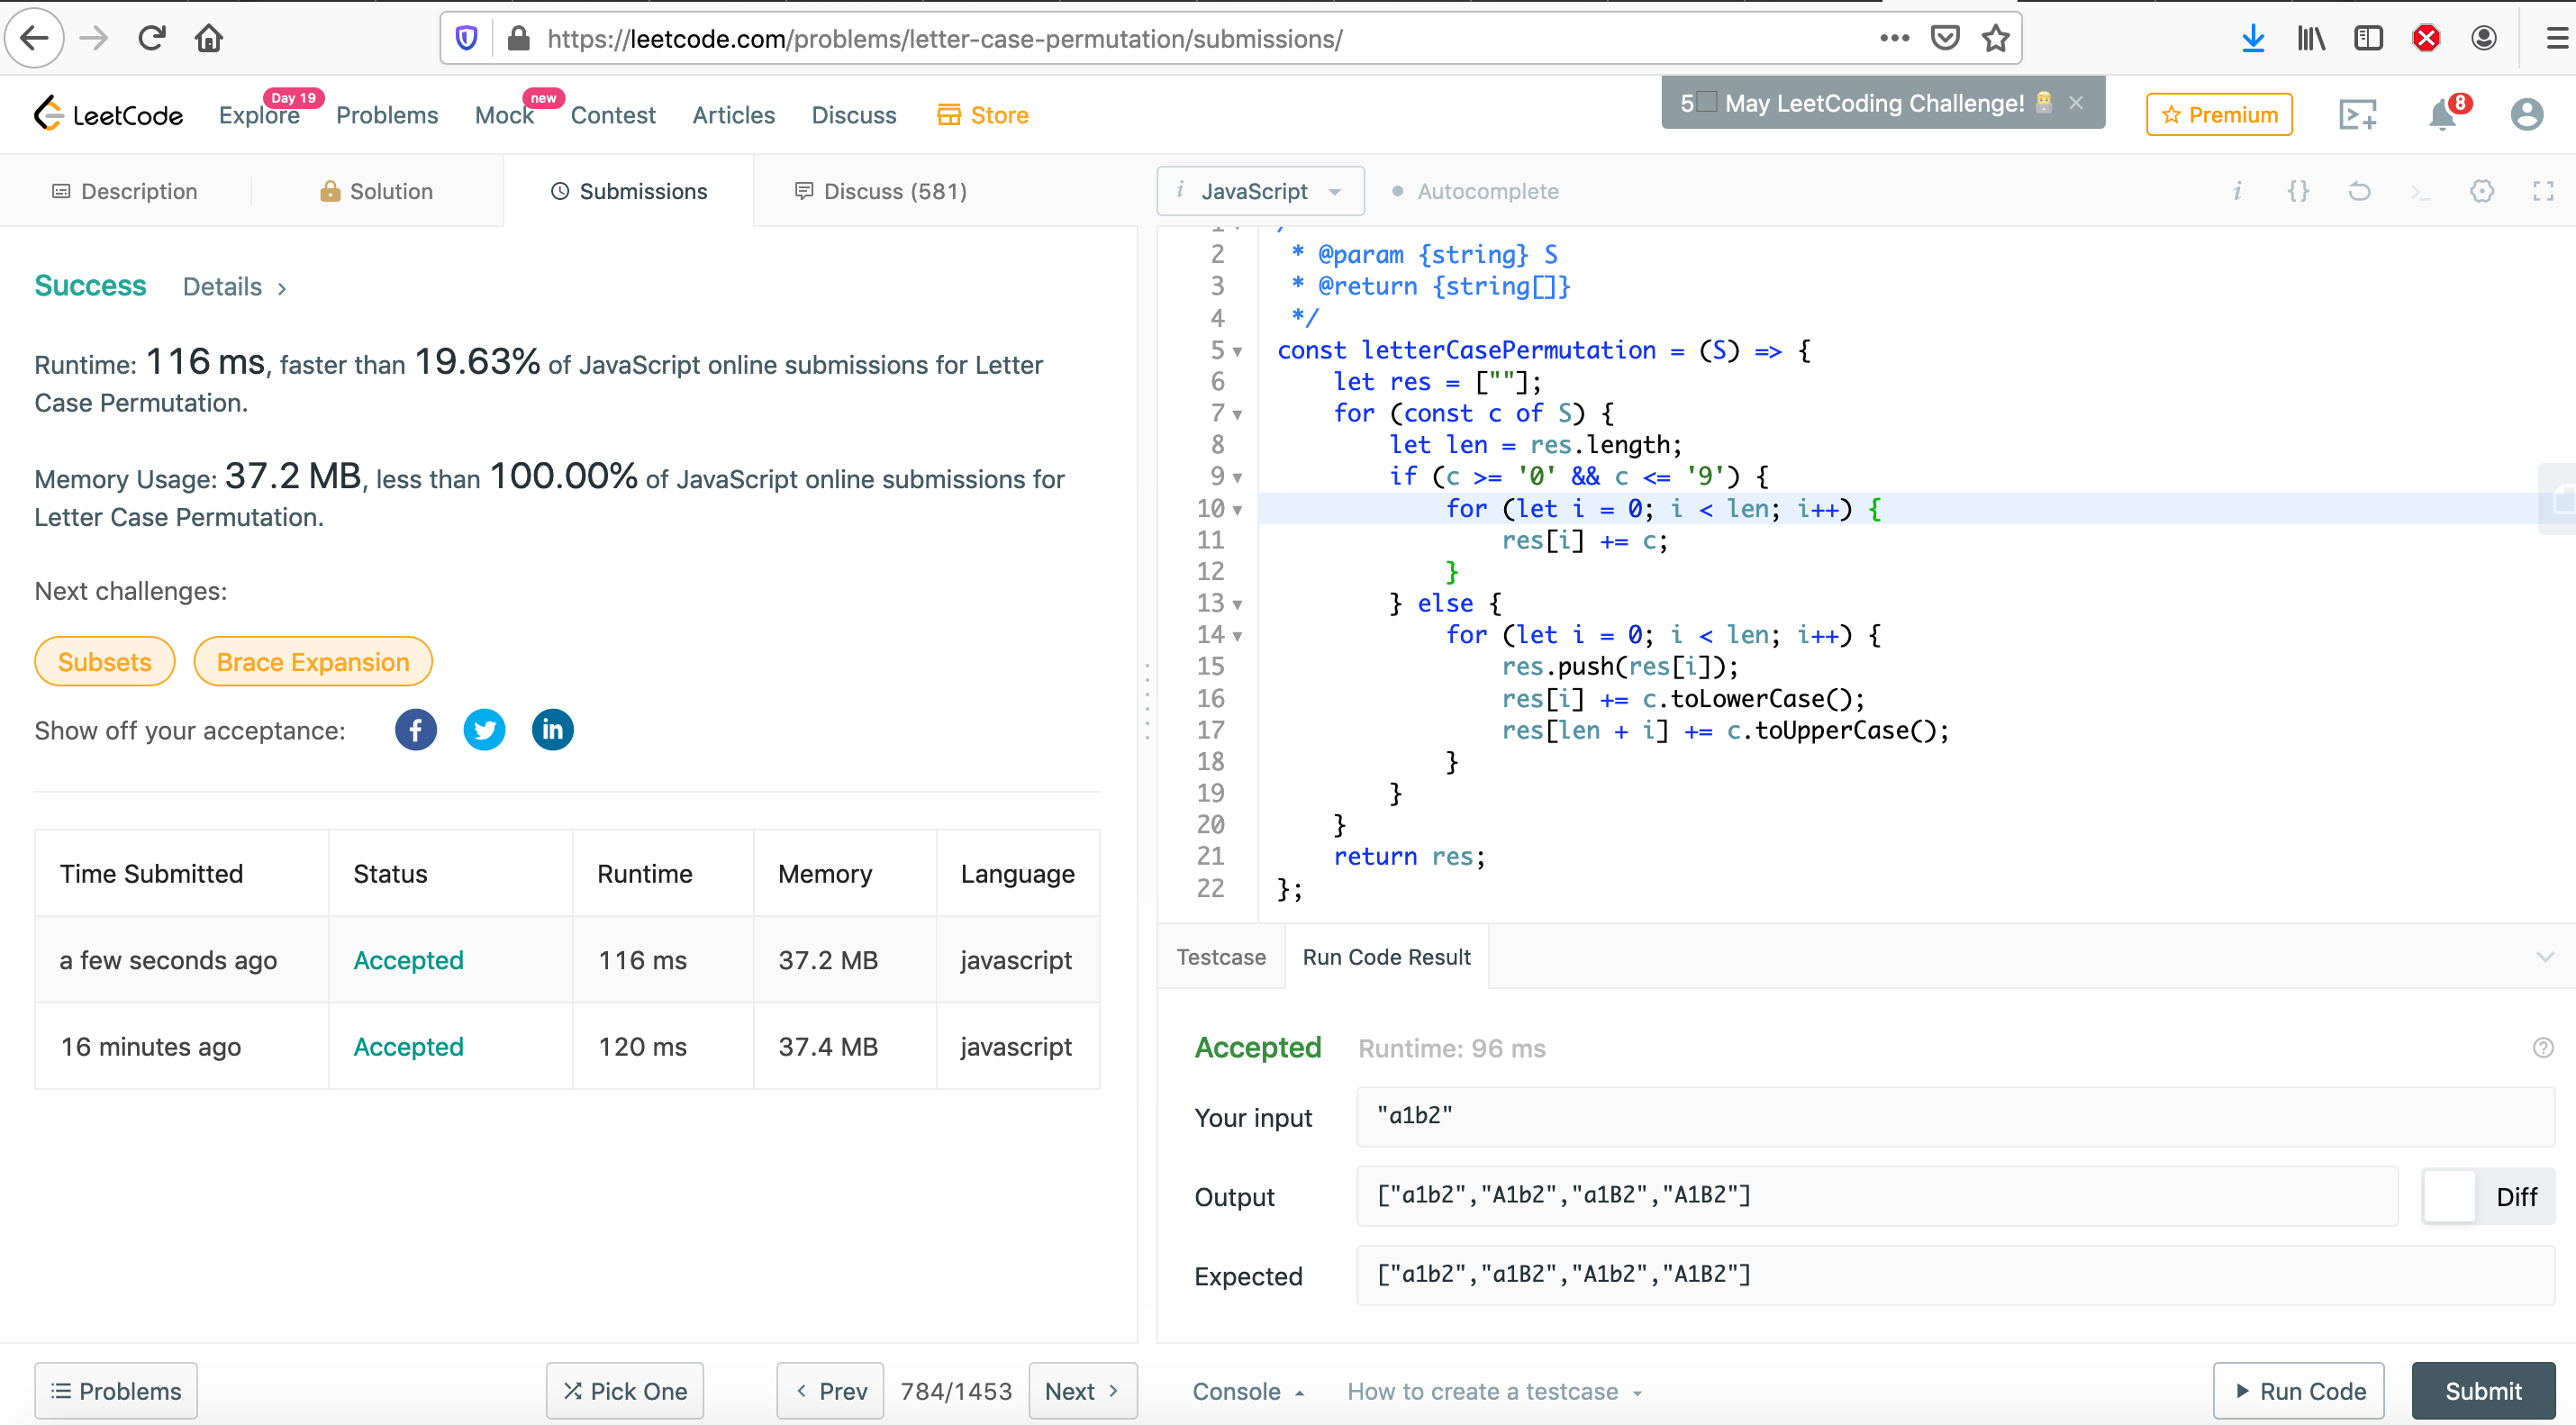 https://leetcode.com/problems/letter-case-permutation/submissions/
LeetCode
Explore
Day 19
Problems
Mock
new
Contest
Articles
Discuss
Store
5 May LeetCoding Challenge! ×
Premium
8
Description
Solution
Submissions
Discuss (581)
i JavaScript
Autocomplete
i {} >_
Success Details >
Runtime: 116 ms, faster than 19.63% of JavaScript online submissions for Letter
Case Permutation.
Memory Usage: 37.2 MB, less than 100.00% of JavaScript online submissions for
Letter Case Permutation.
Next challenges:
Subsets
Brace Expansion
Show off your acceptance:
f
in
Time Submitted Status Runtime Memory Language
a few seconds ago Accepted 116 ms 37.2 MB javascript
16 minutes ago Accepted 120 ms 37.4 MB javascript
2 * @param {string} S
3 * @return {string[]}
4 */
5 const letterCasePermutation = (S) => {
6 let res = [""];
7 for (const c of S) {
8 let len = res.length;
9 if (c >= '0' && c <= '9') {
10 for (let i = 0; i < len; i++) {
11 res[i] += c;
12 }
13 } else {
14 for (let i = 0; i < len; i++) {
15 res.push(res[i]);
16 res[i] += c.toLowerCase();
17 res[len + i] += c.toUpperCase();
18 }
19 }
20 }
21 return res;
22 };
Testcase
Run Code Result
Accepted Runtime: 96 ms
Your input "a1b2"
Output ["a1b2","A1b2","a1B2","A1B2"]
Diff
Expected ["a1b2","a1B2","A1b2","A1B2"]
Problems
Pick One
< Prev
784/1453
Next >
Console
How to create a testcase
Run Code
Submit